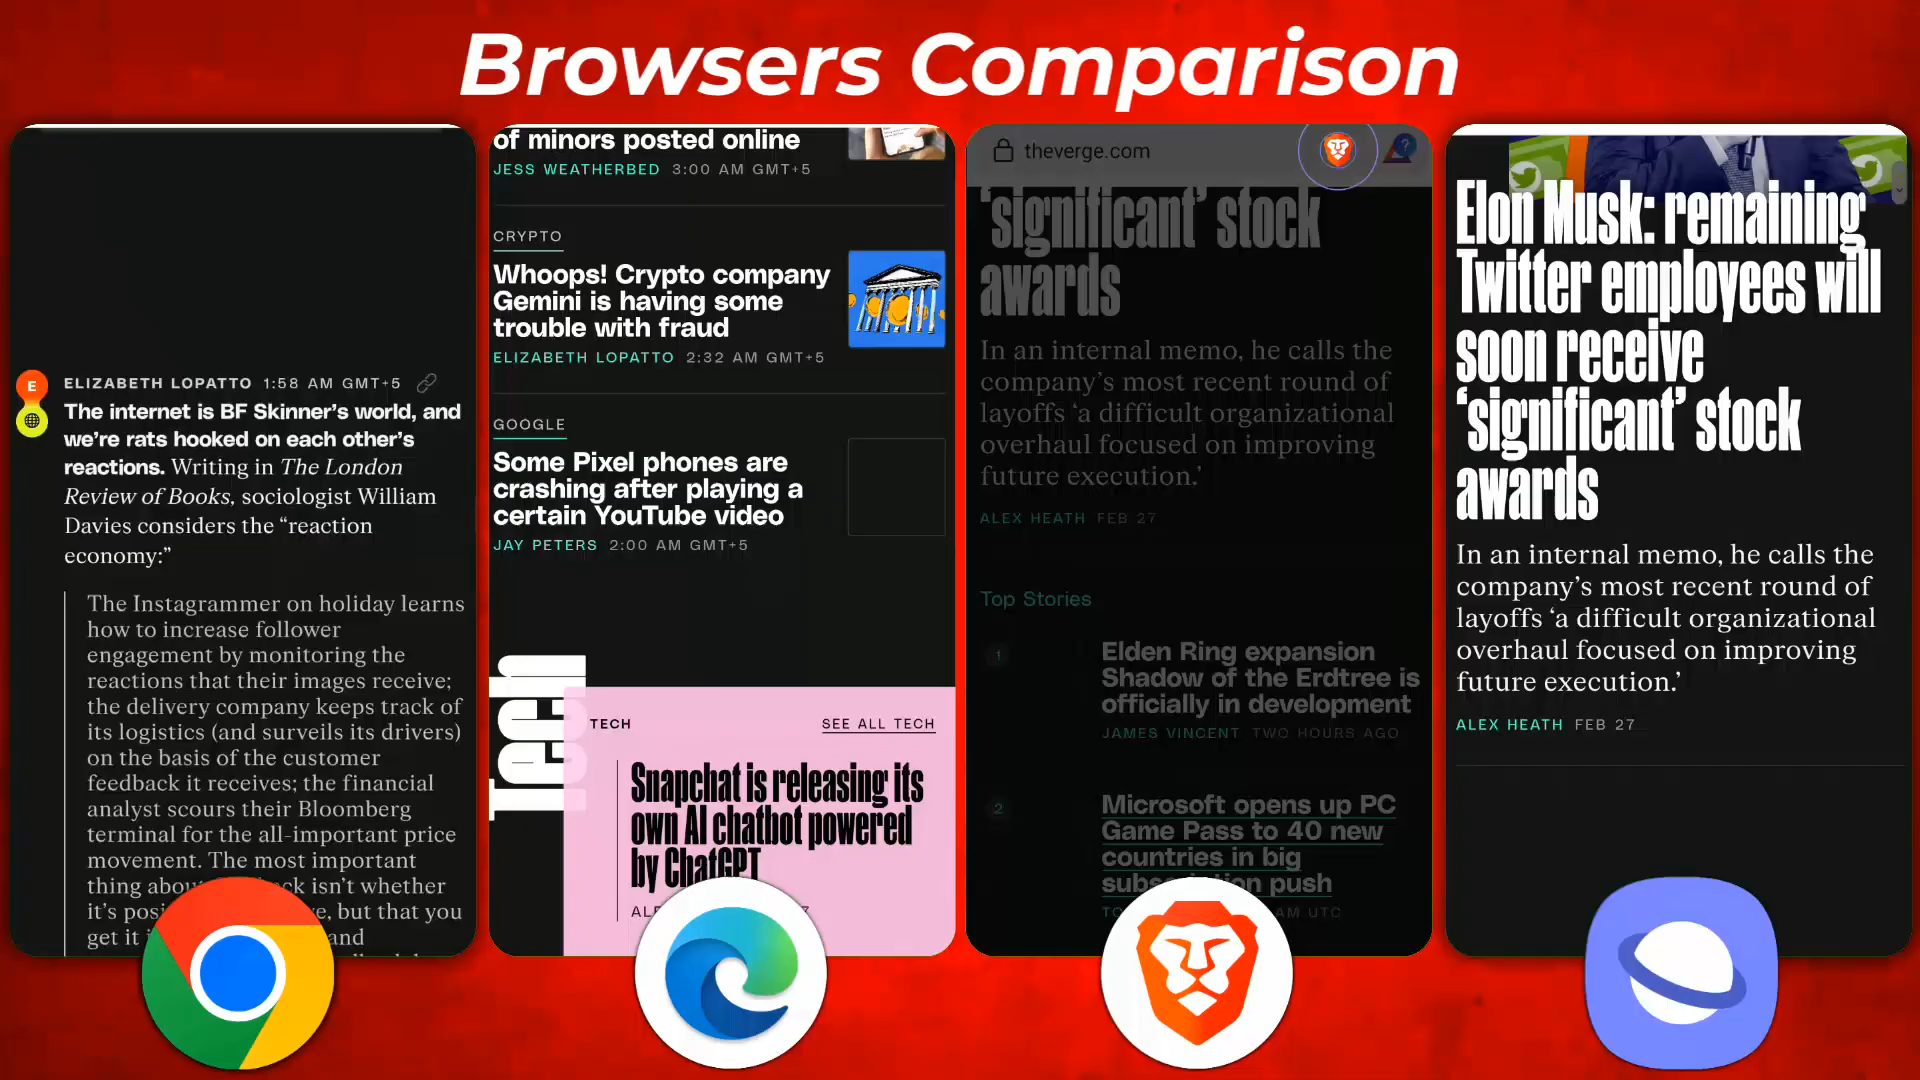 Browsers Comparison
E
ELIZABETH LOPATTO 1:58 AM GMT+5
The internet is BF Skinner's world, and
we're rats hooked on each other's
reactions. Writing in The London
Review of Books, sociologist William
Davies considers the “reaction
economy:”
The Instagrammer on holiday learns
how to increase follower
engagement by monitoring the
reactions that their images receive;
the delivery company keeps track of
its logistics (and surveils its drivers)
on the basis of the customer
feedback it receives; the financial
analyst scours their Bloomberg
terminal for the all-important price
movement. The most important
thing isn't whether
it's but that you
get it and
of minors posted online
JESS WEATHERBED 3:00 AM GMT+5
CRYPTO
Whoops! Crypto company
Gemini is having some
trouble with fraud
ELIZABETH LOPATTO 2:32 AM GMT+5
GOOGLE
Some Pixel phones are
crashing after playing a
certain YouTube video
JAY PETERS 2:00 AM GMT+5
Tech
TECH SEE ALL TECH
Snapchat is releasing its
own AI chatbot powered
by ChatGPT
theverge.com
?
‘significant’ stock
awards
In an internal memo, he calls the
company’s most recent round of
layoffs ‘a difficult organizational
overhaul focused on improving
future execution.’
ALEX HEATH FEB 27
Top Stories
1
Elden Ring expansion
Shadow of the Erdtree is
officially in development
JAMES VINCENT TWO HOURS AGO
2
Microsoft opens up PC
Game Pass to 40 new
countries in big
subscription push
AM UTC
Elon Musk: remaining
Twitter employees will
soon receive
‘significant’ stock
awards
In an internal memo, he calls the
company’s most recent round of
layoffs ‘a difficult organizational
overhaul focused on improving
future execution.’
ALEX HEATH FEB 27